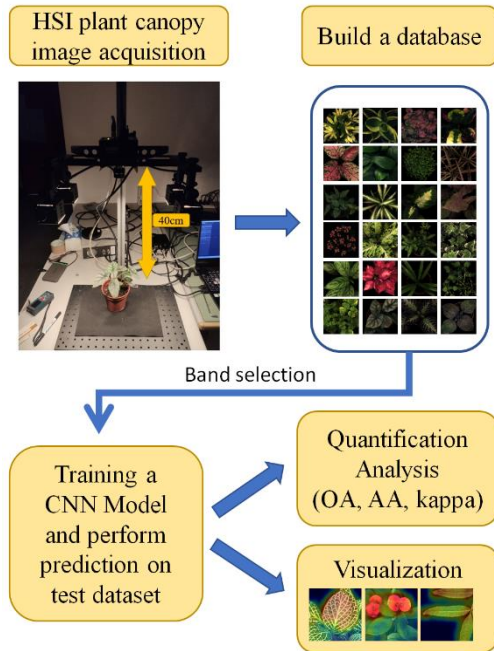 HSI plant canopy
image acquisition
Build a database
40cm
Band selection
Training a
CNN Model
and perform
prediction on
test dataset
Quantification
Analysis
(OA, AA, kappa)
Visualization